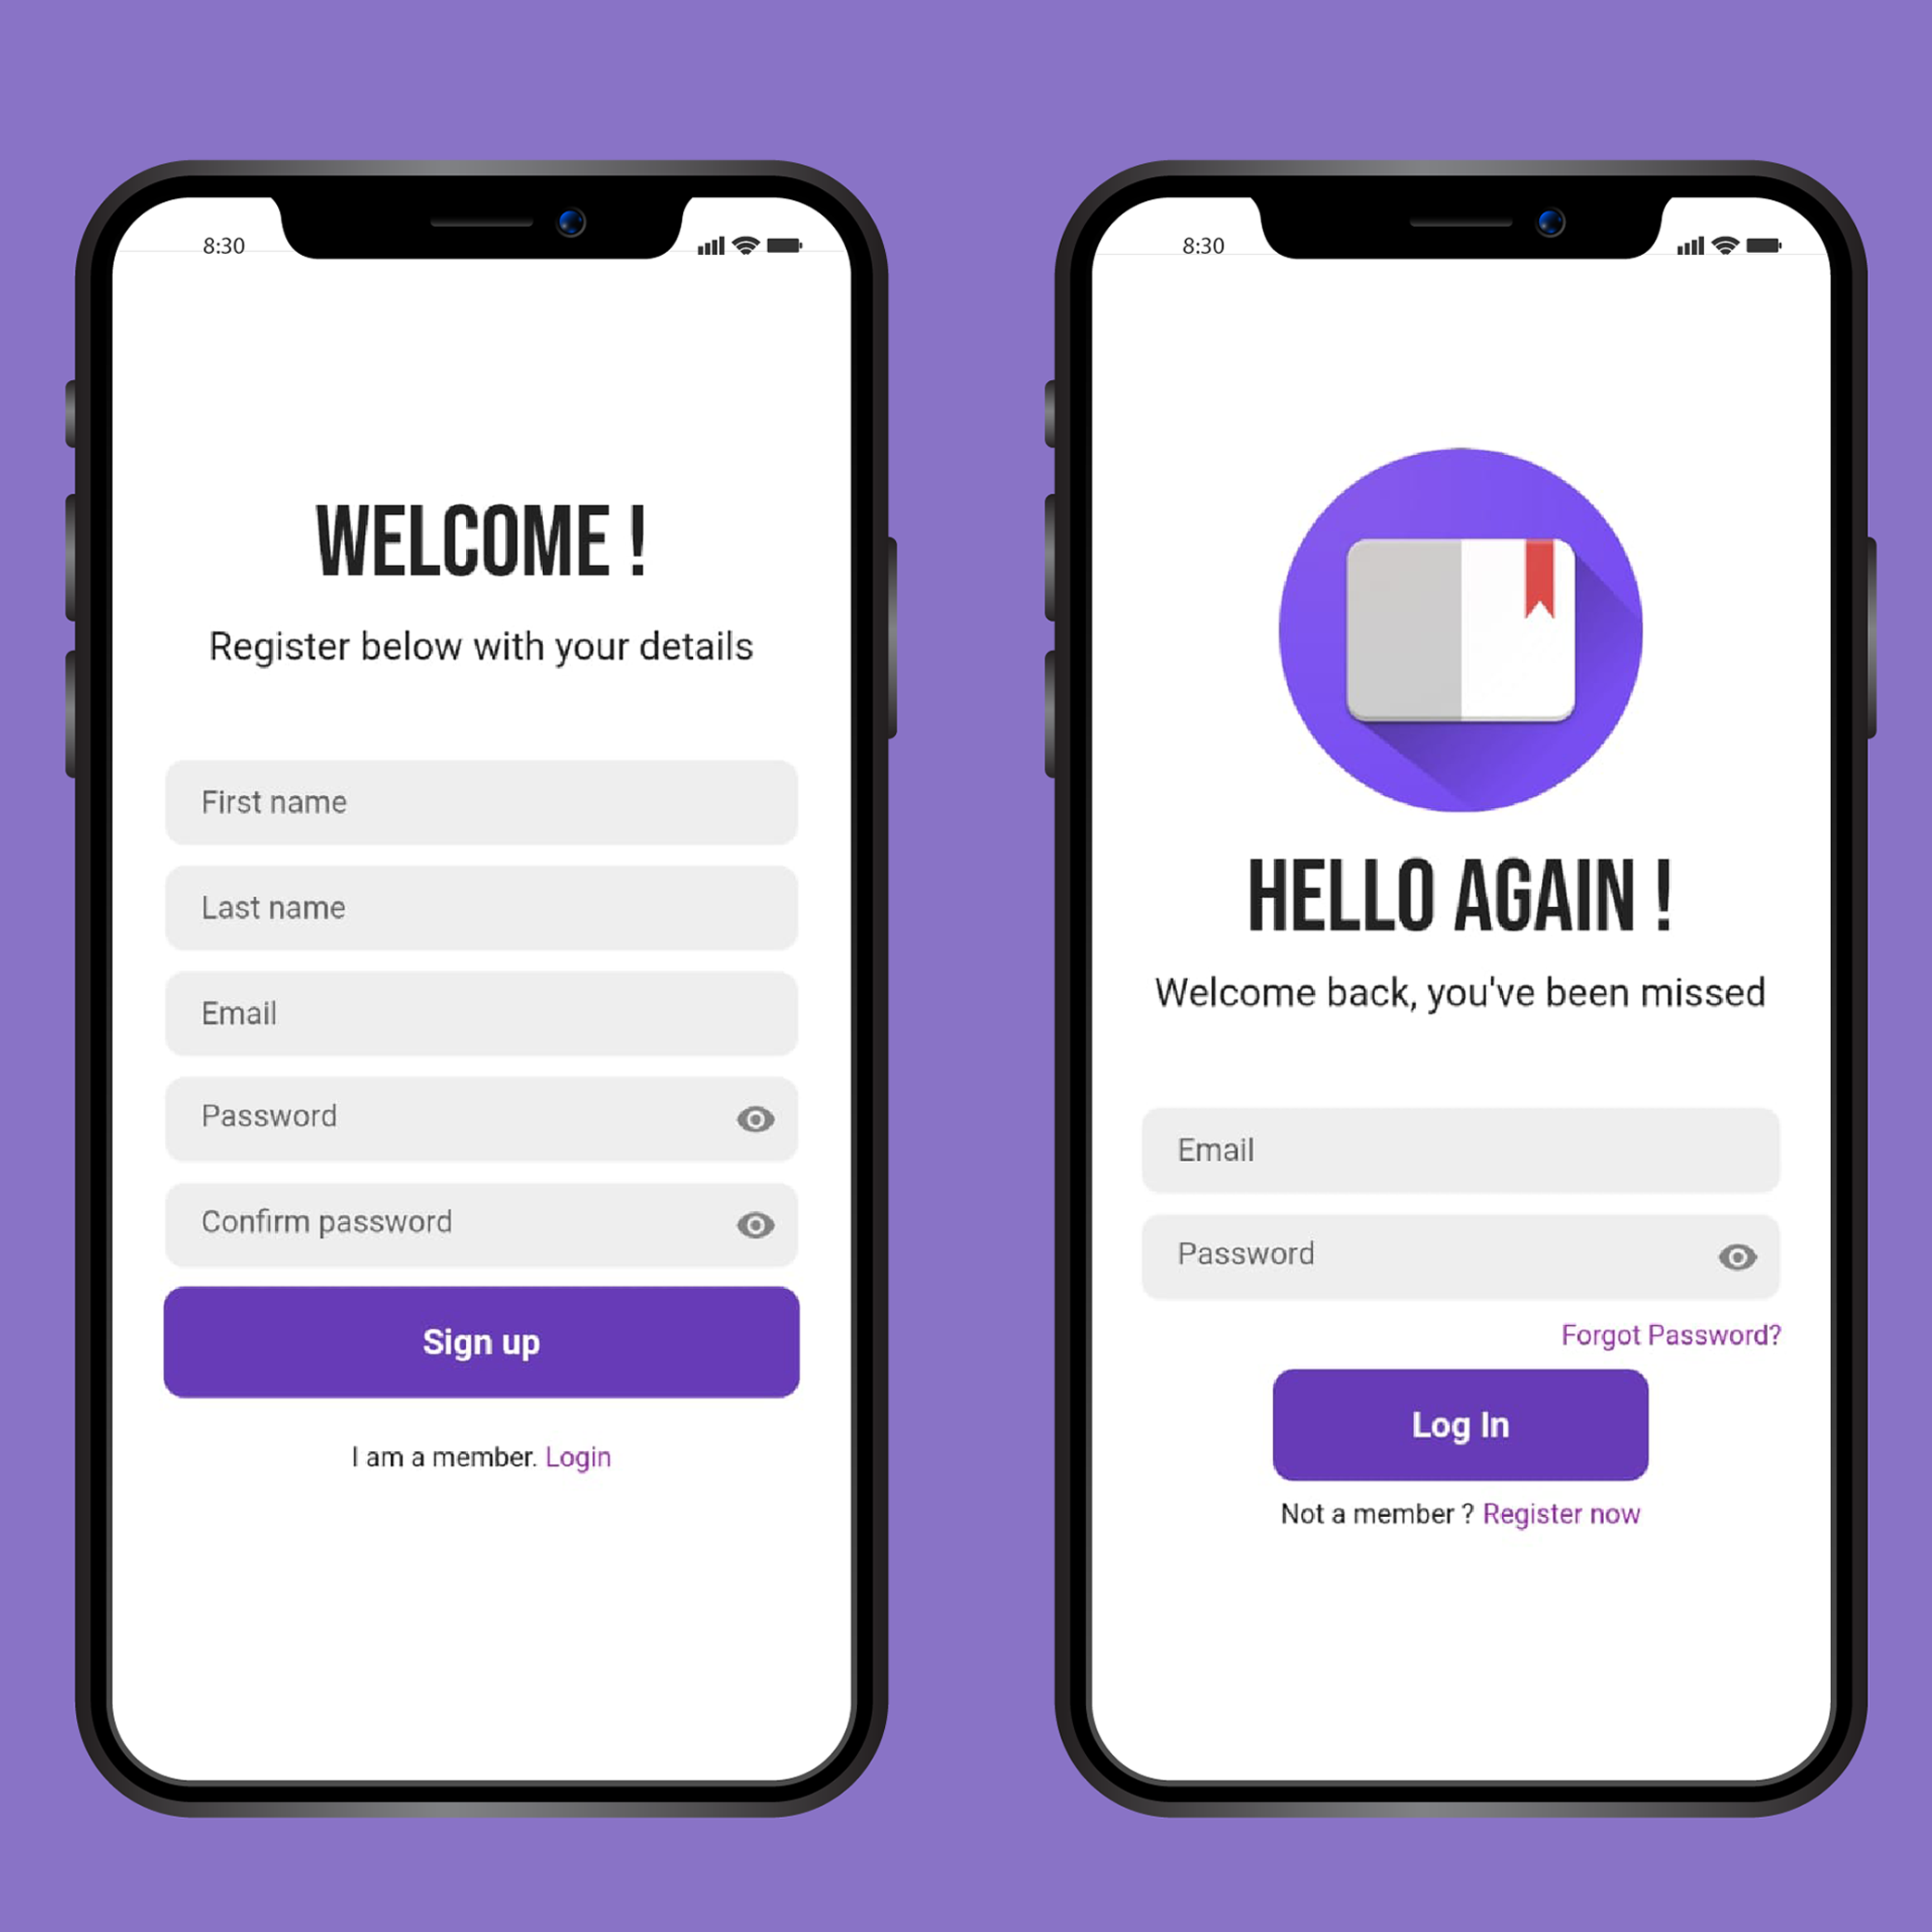 8:30
WELCOME !
Register below with your details
First name
Last name
Email
Password
Confirm password
Sign up
I am a member. Login
8:30
HELLO AGAIN !
Welcome back, you've been missed
Email
Password
Forgot Password?
Log In
Not a member ? Register now